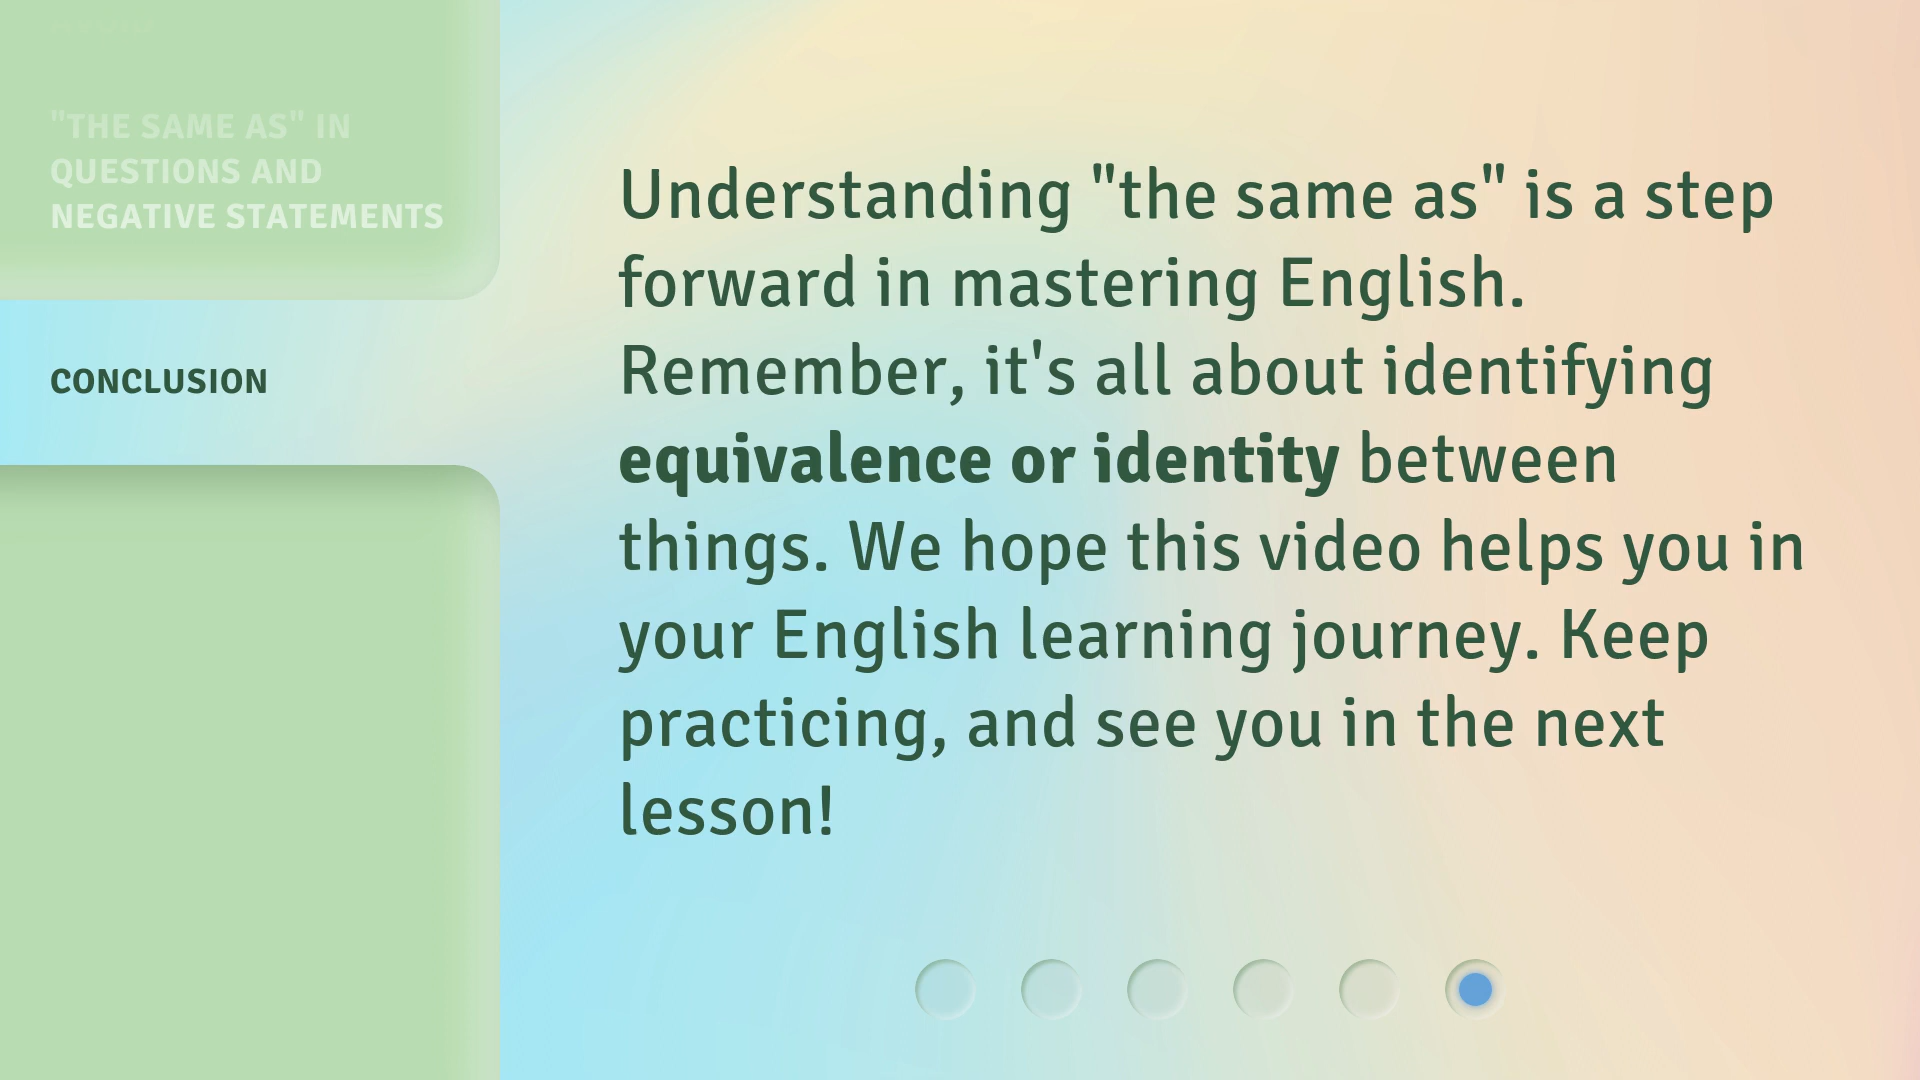 "THE SAME AS" IN
QUESTIONS AND
NEGATIVE STATEMENTS
CONCLUSION
Understanding "the same as" is a step
forward in mastering English.
Remember, it's all about identifying
equivalence or identity between
things. We hope this video helps you in
your English learning journey. Keep
practicing, and see you in the next
lesson!